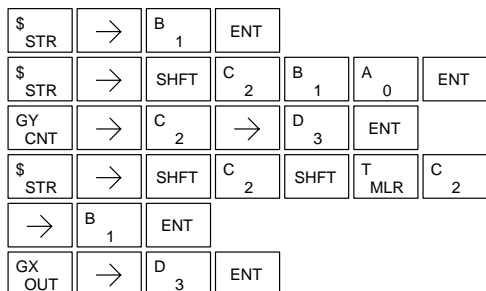 $ STR → B 1 ENT
$ STR → SHFT C 2 B 1 A 0 ENT
GY CNT → C 2 → D 3 ENT
$ STR → SHFT C 2 SHFT T MLR C 2
→ B 1 ENT
GX OUT → D 3 ENT